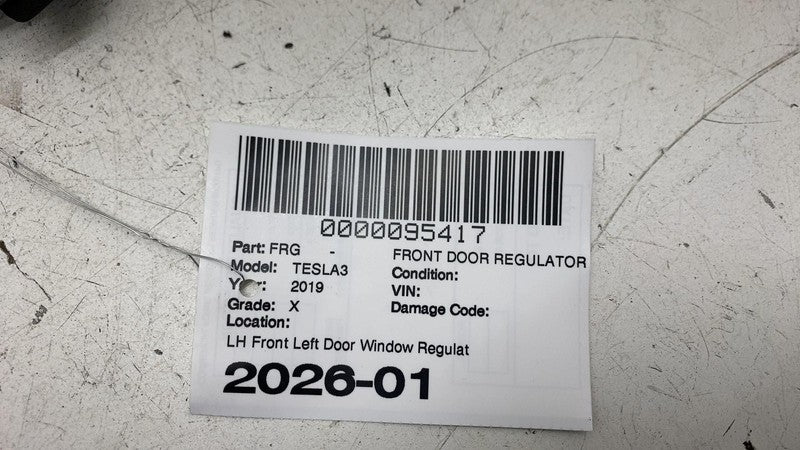 0000095417
Part: FRG - FRONT DOOR REGULATOR
Model: TESLA3 Condition:
Year: 2019 VIN:
Grade: X Damage Code:
Location:
LH Front Left Door Window Regulat
2026-01